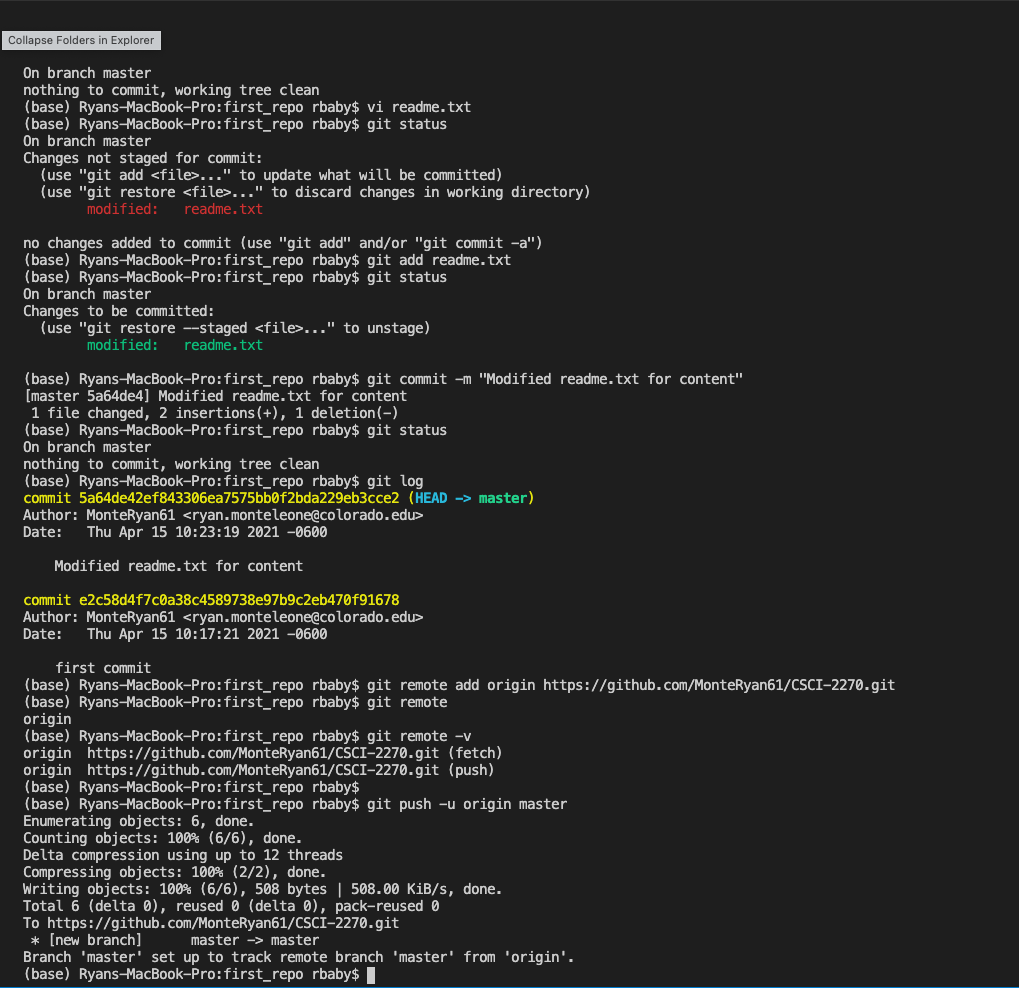 Collapse Folders in Explorer
On branch master
nothing to commit, working tree clean
(base) Ryans-MacBook-Pro:first_repo rbaby$ vi readme.txt
(base) Ryans-MacBook-Pro:first_repo rbaby$ git status
On branch master
Changes not staged for commit:
  (use "git add <file>..." to update what will be committed)
  (use "git restore <file>..." to discard changes in working directory)
        modified:   readme.txt

no changes added to commit (use "git add" and/or "git commit -a")
(base) Ryans-MacBook-Pro:first_repo rbaby$ git add readme.txt
(base) Ryans-MacBook-Pro:first_repo rbaby$ git status
On branch master
Changes to be committed:
  (use "git restore --staged <file>..." to unstage)
        modified:   readme.txt

(base) Ryans-MacBook-Pro:first_repo rbaby$ git commit -m "Modified readme.txt for content"
[master 5a64de4] Modified readme.txt for content
 1 file changed, 2 insertions(+), 1 deletion(-)
(base) Ryans-MacBook-Pro:first_repo rbaby$ git status
On branch master
nothing to commit, working tree clean
(base) Ryans-MacBook-Pro:first_repo rbaby$ git log
commit 5a64de42ef843306ea7575bb0f2bda229eb3cce2 (HEAD -> master)
Author: MonteRyan61 <ryan.monteleone@colorado.edu>
Date:   Thu Apr 15 10:23:19 2021 -0600

    Modified readme.txt for content

commit e2c58d4f7c0a38c4589738e97b9c2eb470f91678
Author: MonteRyan61 <ryan.monteleone@colorado.edu>
Date:   Thu Apr 15 10:17:21 2021 -0600

    first commit
(base) Ryans-MacBook-Pro:first_repo rbaby$ git remote add origin https://github.com/MonteRyan61/CSCI-2270.git
(base) Ryans-MacBook-Pro:first_repo rbaby$ git remote
origin
(base) Ryans-MacBook-Pro:first_repo rbaby$ git remote -v
origin  https://github.com/MonteRyan61/CSCI-2270.git (fetch)
origin  https://github.com/MonteRyan61/CSCI-2270.git (push)
(base) Ryans-MacBook-Pro:first_repo rbaby$
(base) Ryans-MacBook-Pro:first_repo rbaby$ git push -u origin master
Enumerating objects: 6, done.
Counting objects: 100% (6/6), done.
Delta compression using up to 12 threads
Compressing objects: 100% (2/2), done.
Writing objects: 100% (6/6), 508 bytes | 508.00 KiB/s, done.
Total 6 (delta 0), reused 0 (delta 0), pack-reused 0
To https://github.com/MonteRyan61/CSCI-2270.git
 * [new branch]      master -> master
Branch 'master' set up to track remote branch 'master' from 'origin'.
(base) Ryans-MacBook-Pro:first_repo rbaby$